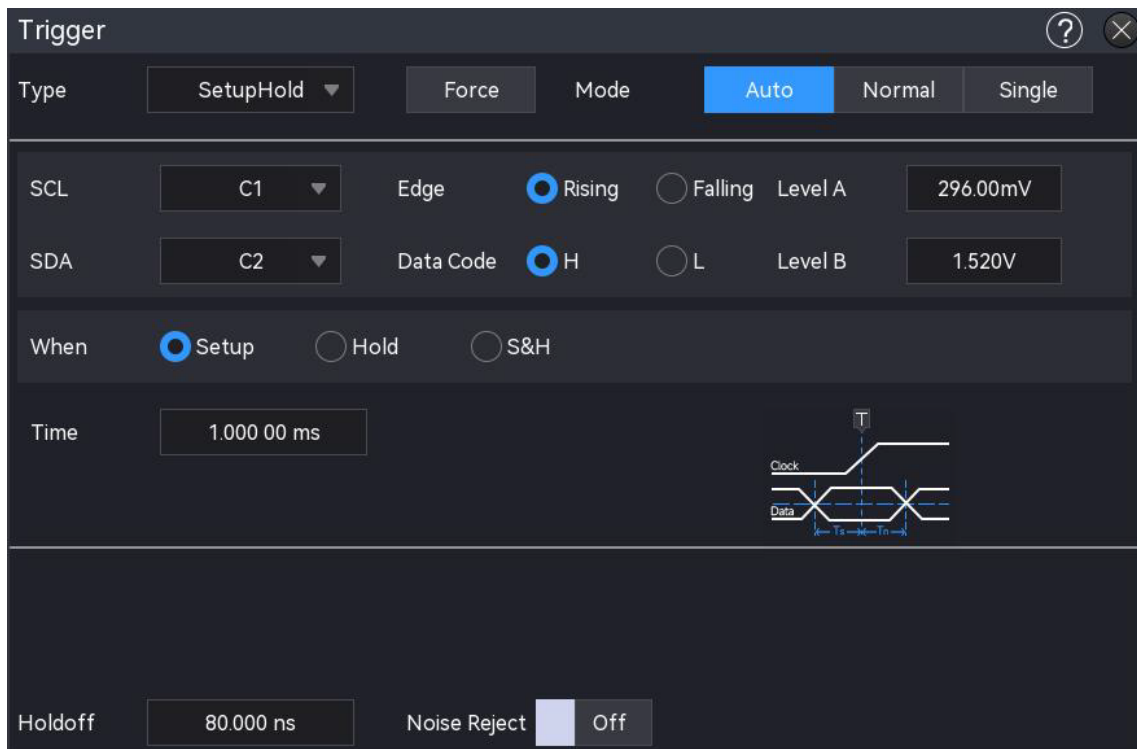 Trigger ?
Type SetupHold Force Mode Auto Normal Single
SCL C1 Edge Rising Falling Level A 296.00mV
SDA C2 Data Code H L Level B 1.520V
When Setup Hold S&H
Time 1.000 00 ms
T
Clock
Data
Ts Tn
Holdoff 80.000 ns Noise Reject Off